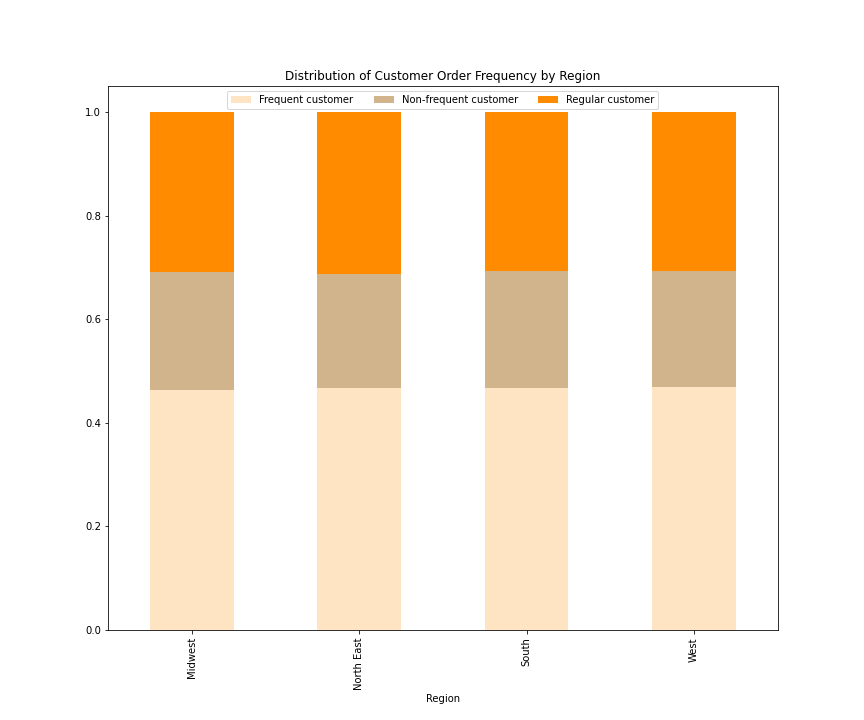 Distribution of Customer Order Frequency by Region
Frequent customer Non-frequent customer Regular customer
1.0
0.8
0.6
0.4
0.2
0.0
Midwest
North East
South
West
Region